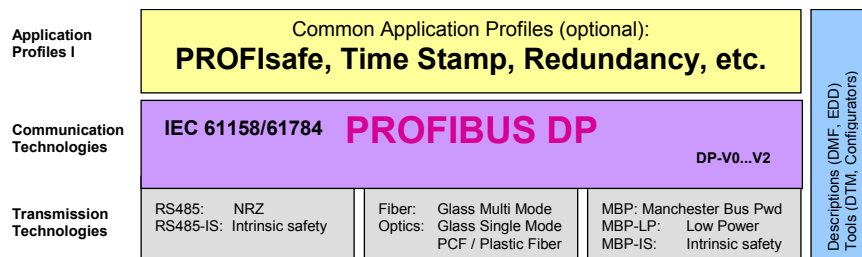 Application
Profiles I
Common Application Profiles (optional):
PROFIsafe, Time Stamp, Redundancy, etc.
Communication
Technologies
IEC 61158/61784
PROFIBUS DP
DP-V0...V2
Transmission
Technologies
RS485: NRZ
RS485-IS: Intrinsic safety
Fiber: Glass Multi Mode
Optics: Glass Single Mode
PCF / Plastic Fiber
MBP: Manchester Bus Pwd
MBP-LP: Low Power
MBP-IS: Intrinsic safety
Descriptions (DMF, EDD)
Tools (DTM, Configurators)